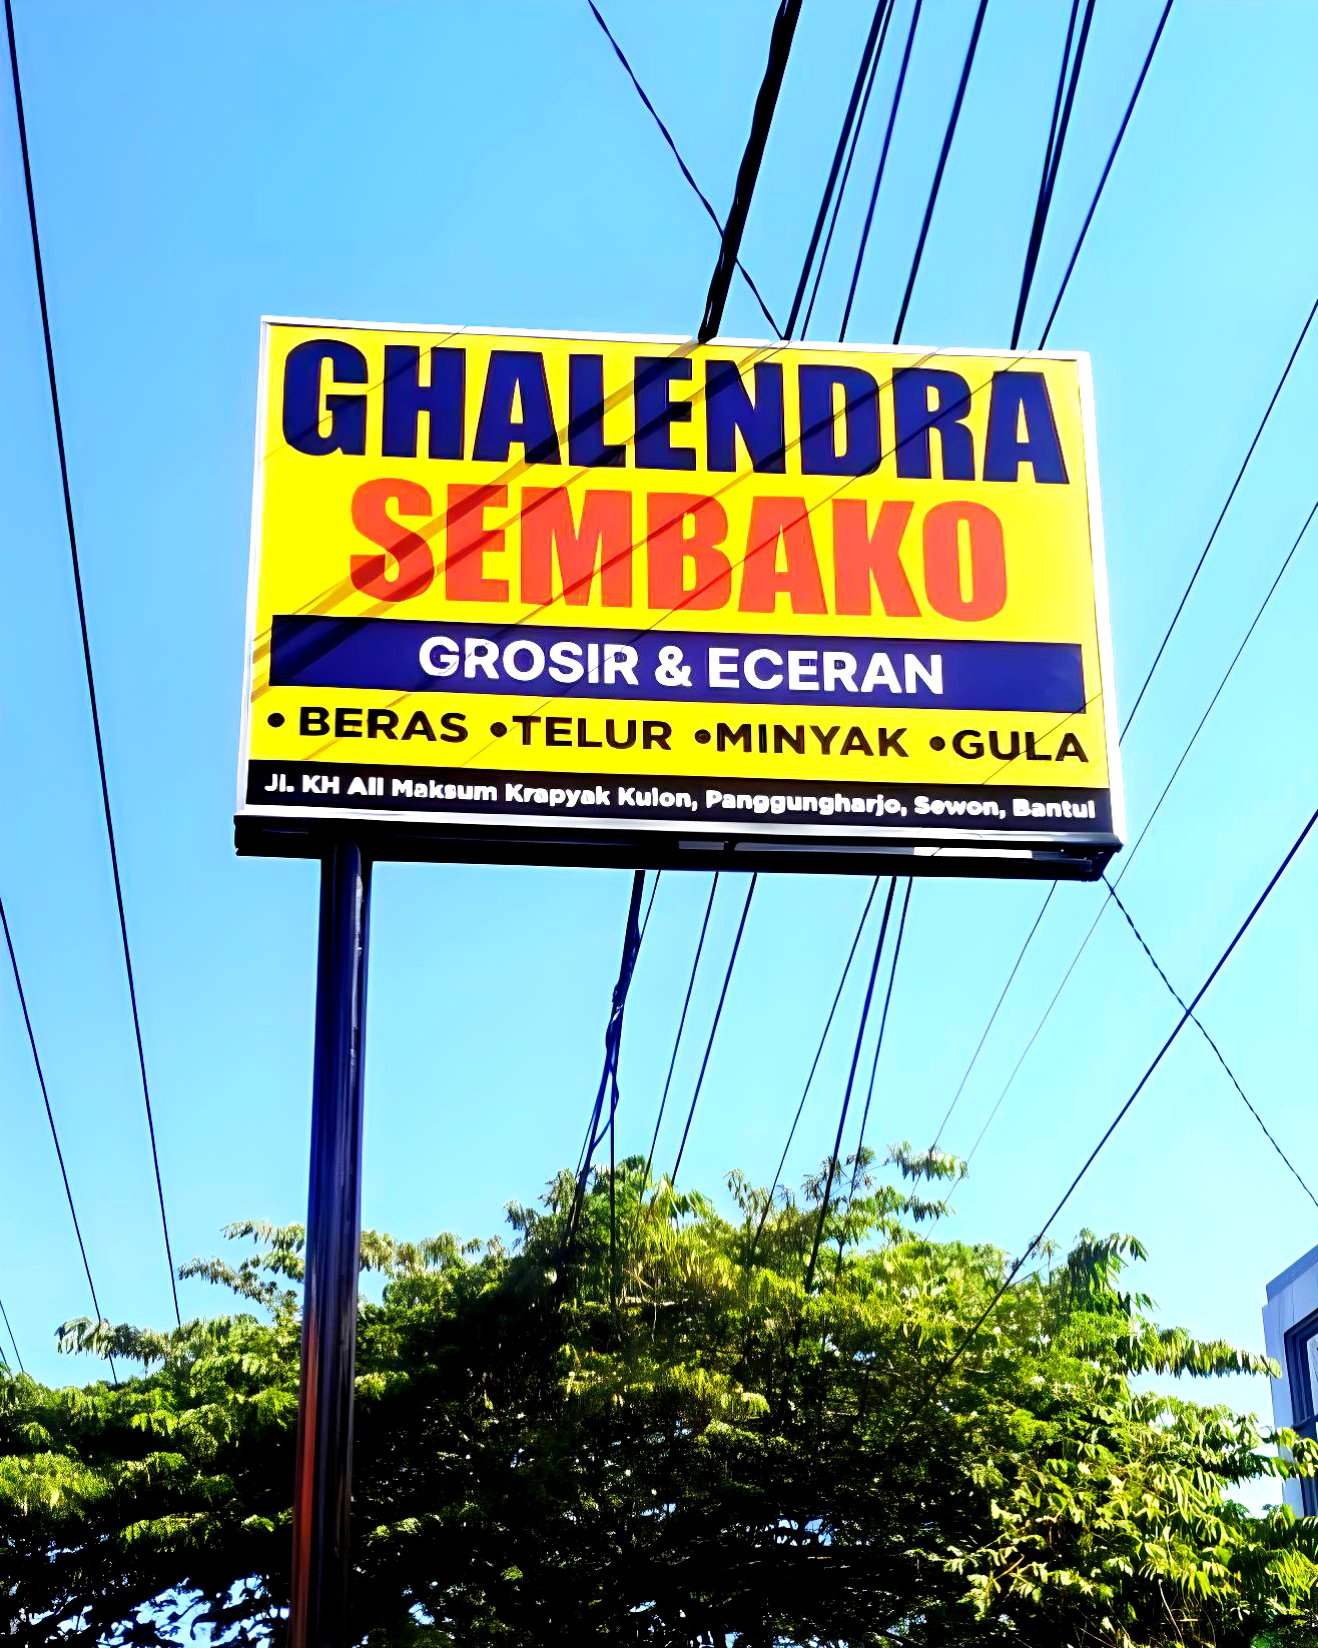 GHALENDRA
SEMBAKO
GROSIR & ECERAN
• BERAS •TELUR •MINYAK •GULA
Jl. KH Ali Maksum Krapyak Kulon, Panggungharjo, Sewon, Bantul